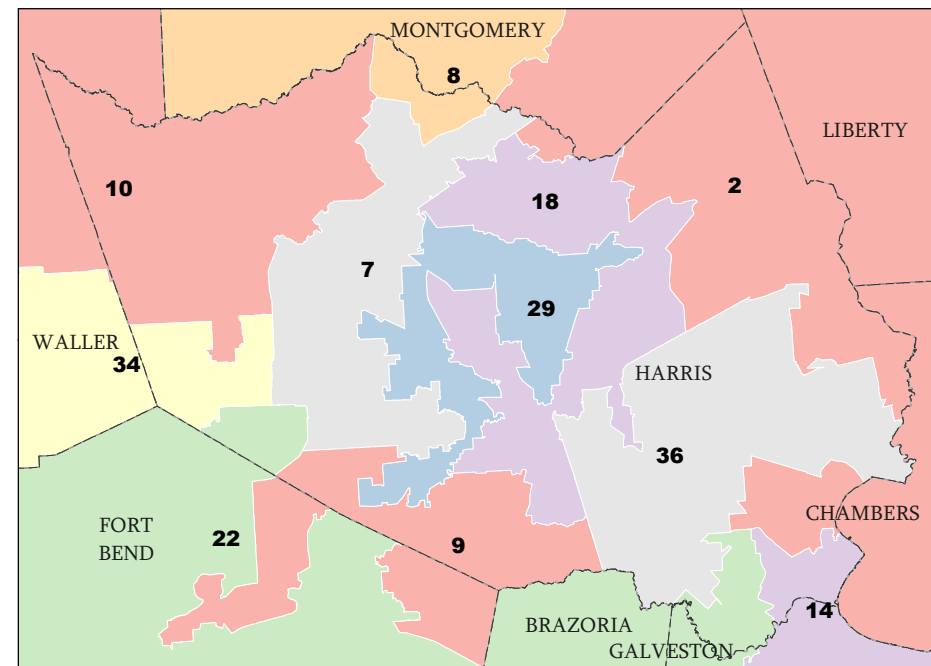 MONTGOMERY
8
LIBERTY
10
2
18
7
29
WALLER
34
HARRIS
36
CHAMBERS
FORT
BEND
22
9
14
BRAZORIA
GALVESTON